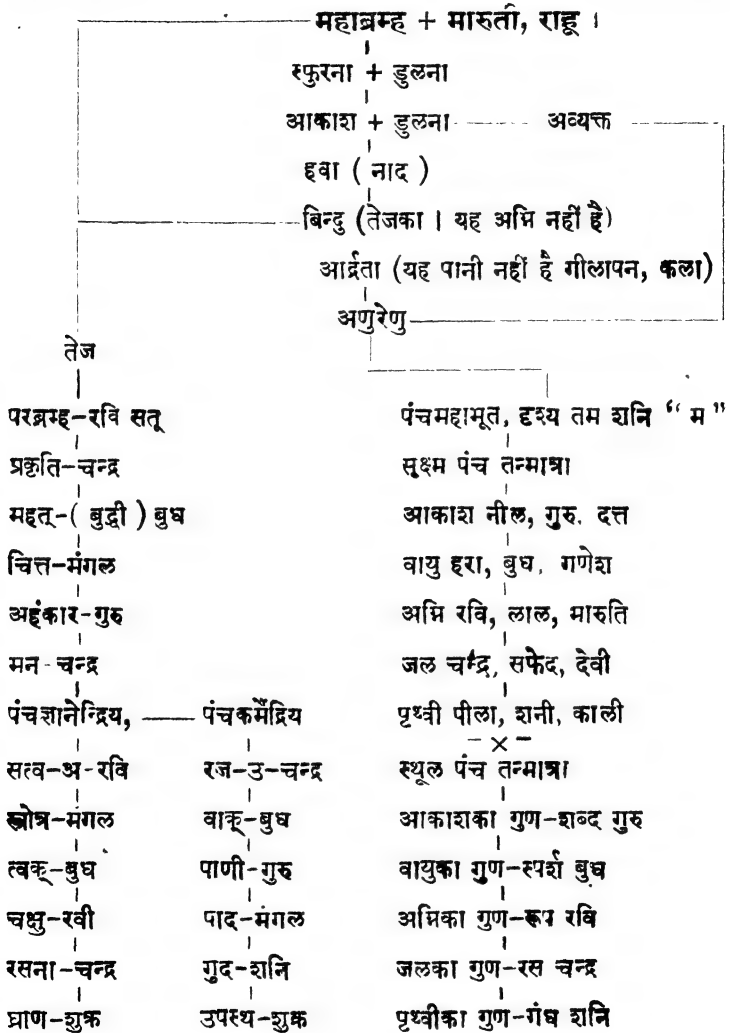 महाब्रम्ह + मारुती, राहू ।
स्फुरना + डुलना
आकाश + डुलना अव्यक्त
हवा ( नाद )
बिन्दु (तेजका । यह अग्नि नहीं है)
आर्द्रता (यह पानी नहीं है गीलापन, कला)
अणुरेणु
तेज
परब्रम्ह-रवि सत् पंचमहाभूत, दृश्य तम शनि “ म ”
प्रकृति-चन्द्र सूक्ष्म पंच तन्मात्रा
महत्-( बुद्धी ) बुध आकाश नील, गुरु. दत्त
चित्त-मंगल वायु हरा, बुध. गणेश
अहंकार-गुरु अग्नि रवि, लाल, मारुति
मन-चन्द्र जल चन्द्र, सफेद, देवी
पंचज्ञानेन्द्रिय, पंचकर्मेंद्रिय पृथ्वी पीला, शनी, काली
- × -
सत्व-अ-रवि रज-उ-चन्द्र स्थूल पंच तन्मात्रा
स्त्रोत्र-मंगल वाक्-बुध आकाशका गुण-शब्द गुरु
त्वक्-बुध पाणी-गुरु वायुका गुण-स्पर्श बुध
चक्षु-रवी पाद-मंगल अग्निका गुण-रूप रवि
रसना-चन्द्र गुद-शनि जलका गुण-रस चन्द्र
घ्राण-शुक्र उपस्थ-शुक्र पृथ्वीका गुण-गंध शनि